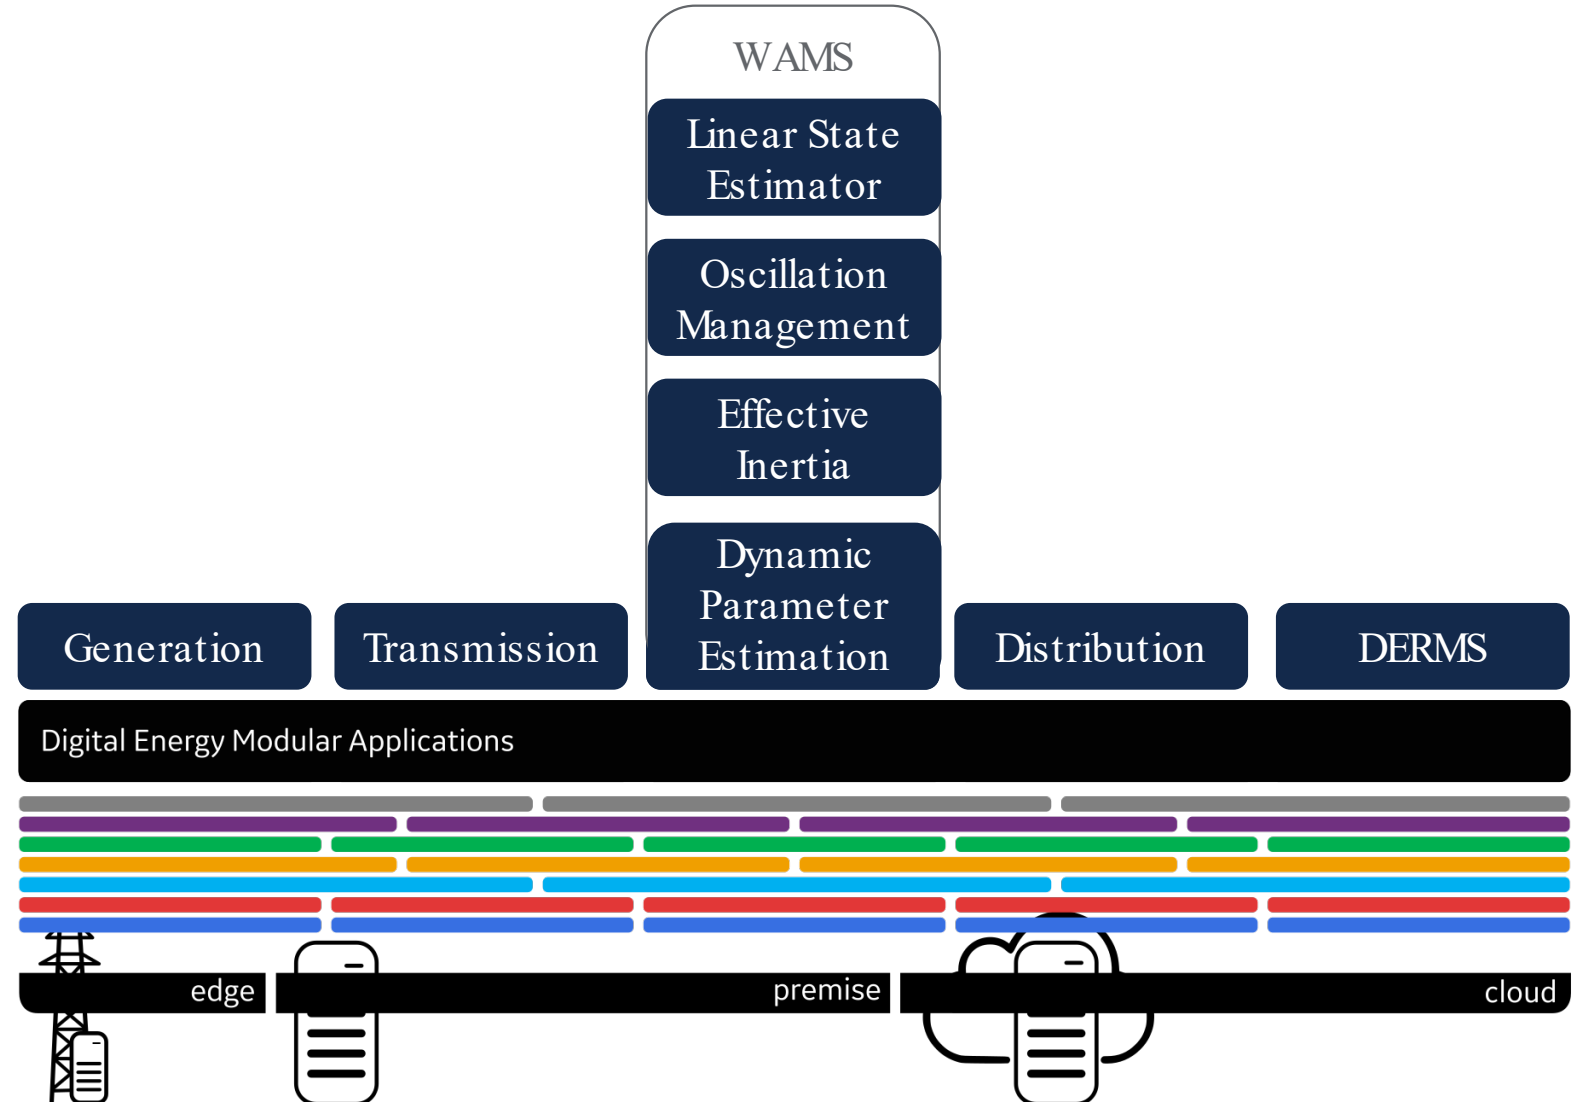 WAMS
Linear State
Estimator
Oscillation
Management
Effective
Inertia
Dynamic
Parameter
Estimation
Generation
Transmission
Distribution
DERMS
Digital Energy Modular Applications
edge
premise
cloud